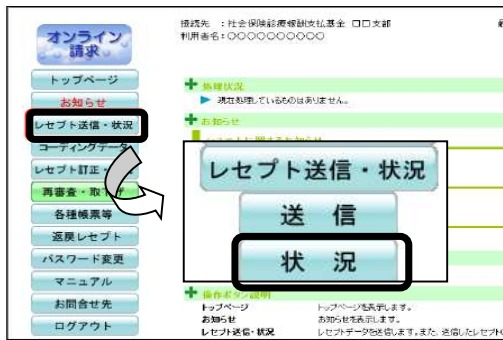 オンライン
請求
トップページ
お知らせ
レセプト送信・状況
コーディングデータ
レセプト訂正・
再審査・取下げ
各種帳票等
返戻レセプト
パスワード変更
マニュアル
お問合せ先
ログアウト
接続先 ：社会保険診療報酬支払基金 ロロ支部
利用者名：〇〇〇〇〇〇〇〇〇〇
処理状況
現在処理しているものはありません。
お知らせ
レセプト送信・状況
送 信
状 況
操作ボタン説明
トップページ トップページを表示します。
お知らせ お知らせを表示します。
レセプト送信・状況 レセプトデータを送信します。また、送信したレセプト